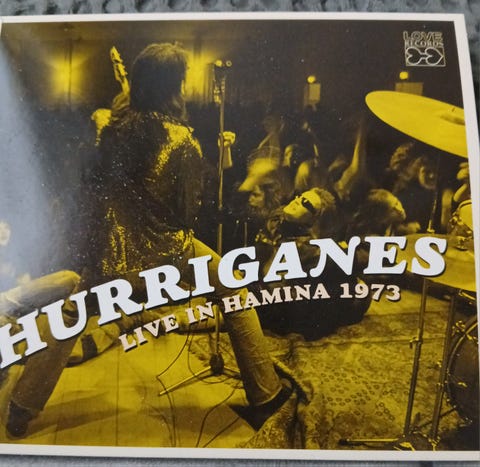 LOVE
RECORDS
HURRIGANES
LIVE IN HAMINA 1973